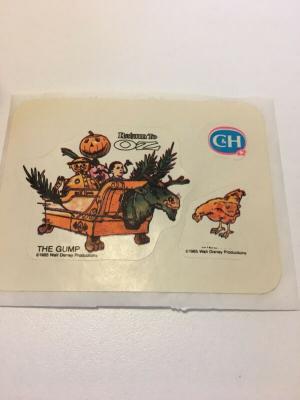 Return To
OZ
C&H
THE GUMP
©1985 Walt Disney Productions
©1985 Walt Disney Productions